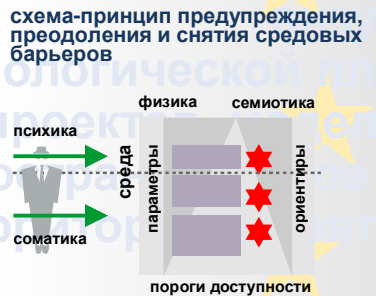 схема-принцип предупреждения,
преодоления и снятия средовых
барьеров
физика семиотика
психика
среда
параметры
ориентиры
соматика
пороги доступности